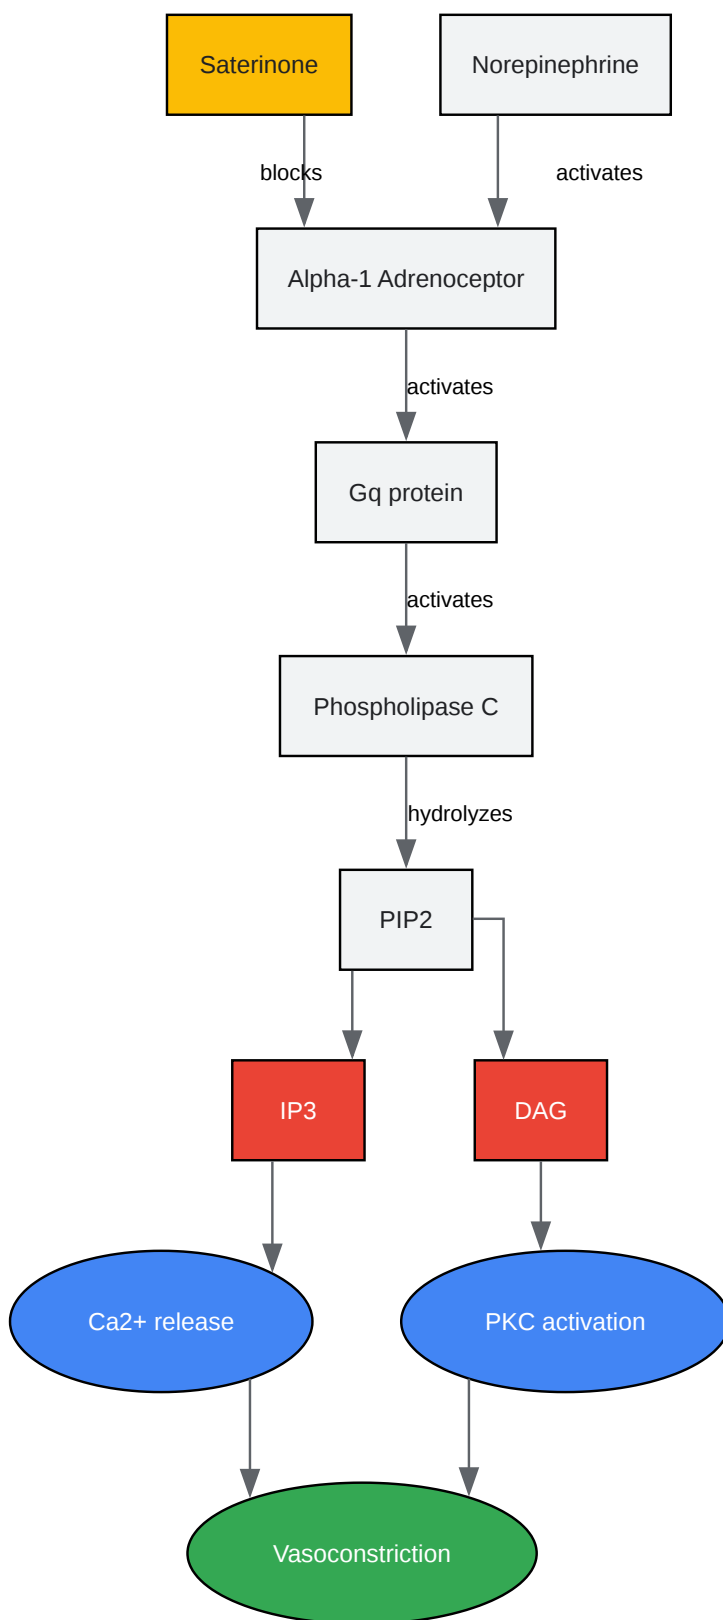 Saterinone
Norepinephrine
blocks
activates
Alpha-1 Adrenoceptor
activates
Gq protein
activates
Phospholipase C
hydrolyzes
PIP2
IP3
DAG
Ca2+ release
PKC activation
Vasoconstriction